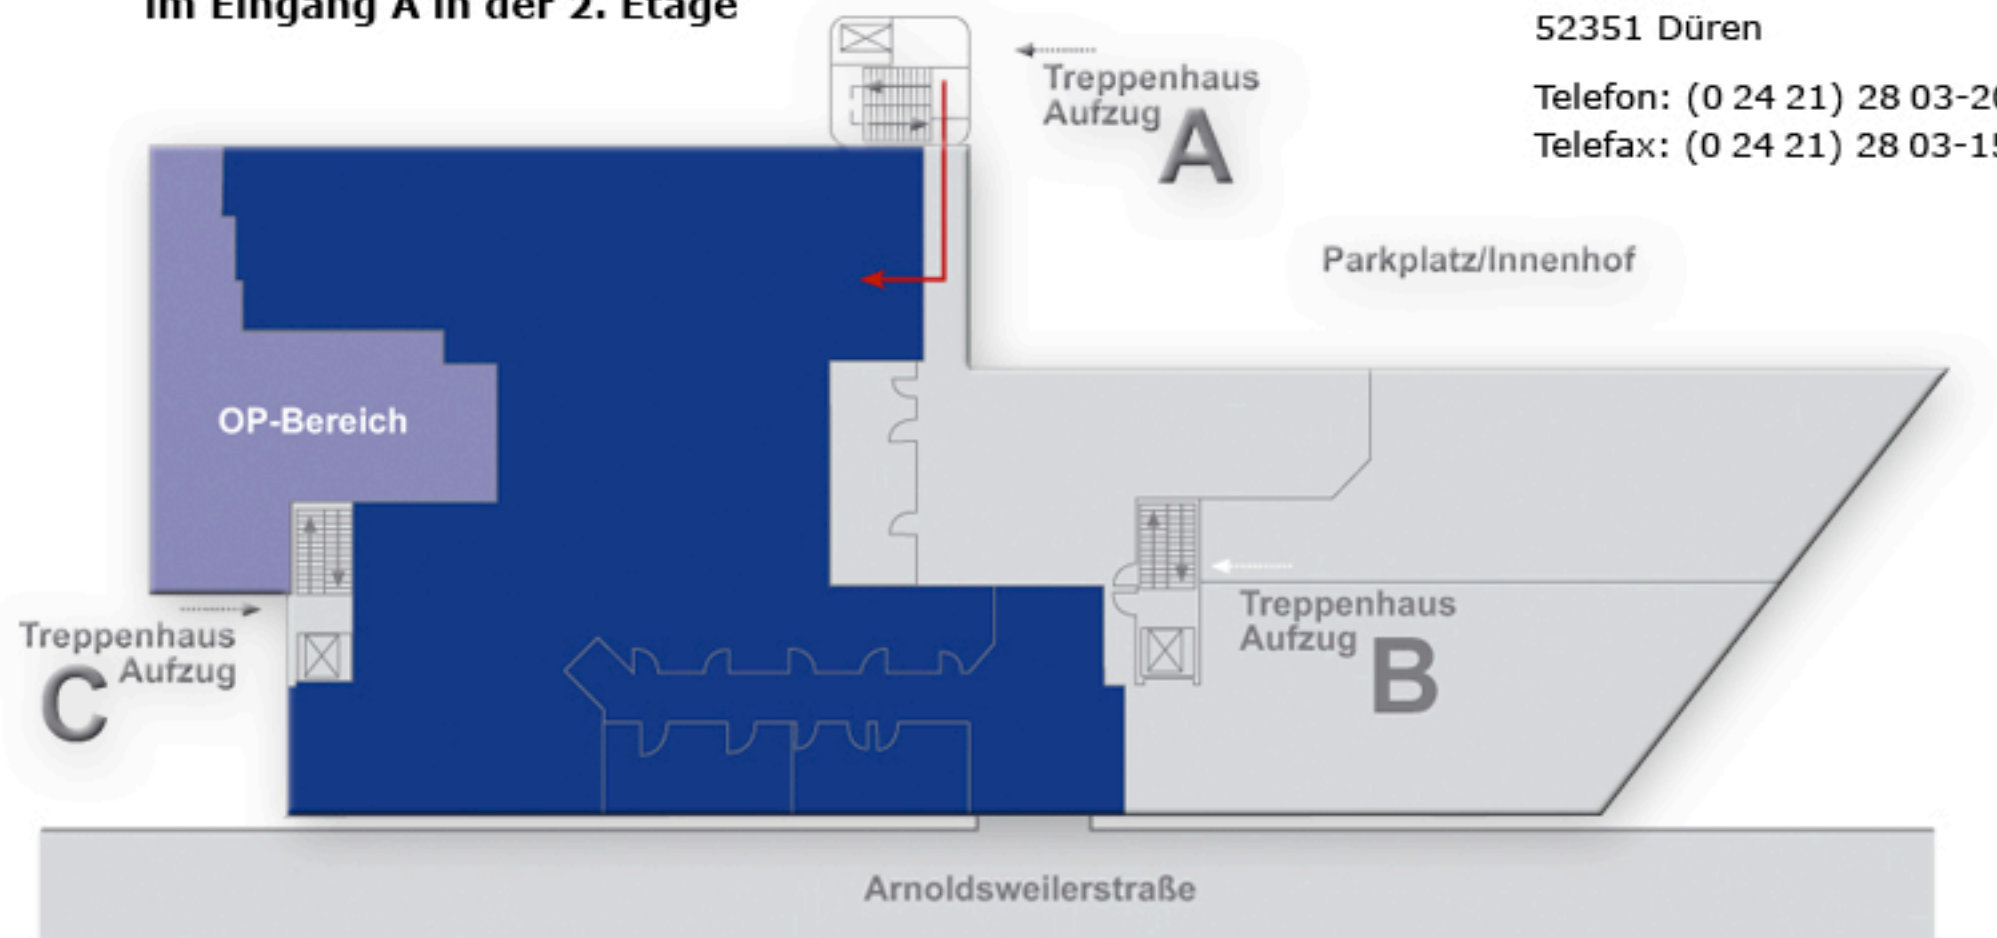 im Eingang A in der 2. Etage
52351 Düren
Telefon: (0 24 21) 28 03-20
Telefax: (0 24 21) 28 03-15
Treppenhaus
Aufzug
A
Parkplatz/Innenhof
OP-Bereich
Treppenhaus
Aufzug
C
Treppenhaus
Aufzug
B
Arnoldsweilerstraße